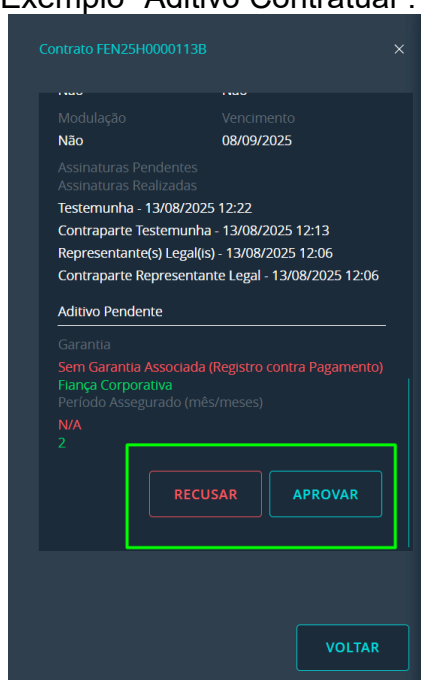 Exemplo "Aditivo Contratual":
Contrato FEN25H0000113B
Não Não
Modulação Vencimento
Não 08/09/2025
Assinaturas Pendentes
Assinaturas Realizadas
Testemunha - 13/08/2025 12:22
Contraparte Testemunha - 13/08/2025 12:13
Representante(s) Legal(is) - 13/08/2025 12:06
Contraparte Representante Legal - 13/08/2025 12:06
Aditivo Pendente
Garantia
Sem Garantia Associada (Registro contra Pagamento)
Fiança Corporativa
Período Assegurado (mês/meses)
N/A
2
RECUSAR APROVAR
VOLTAR